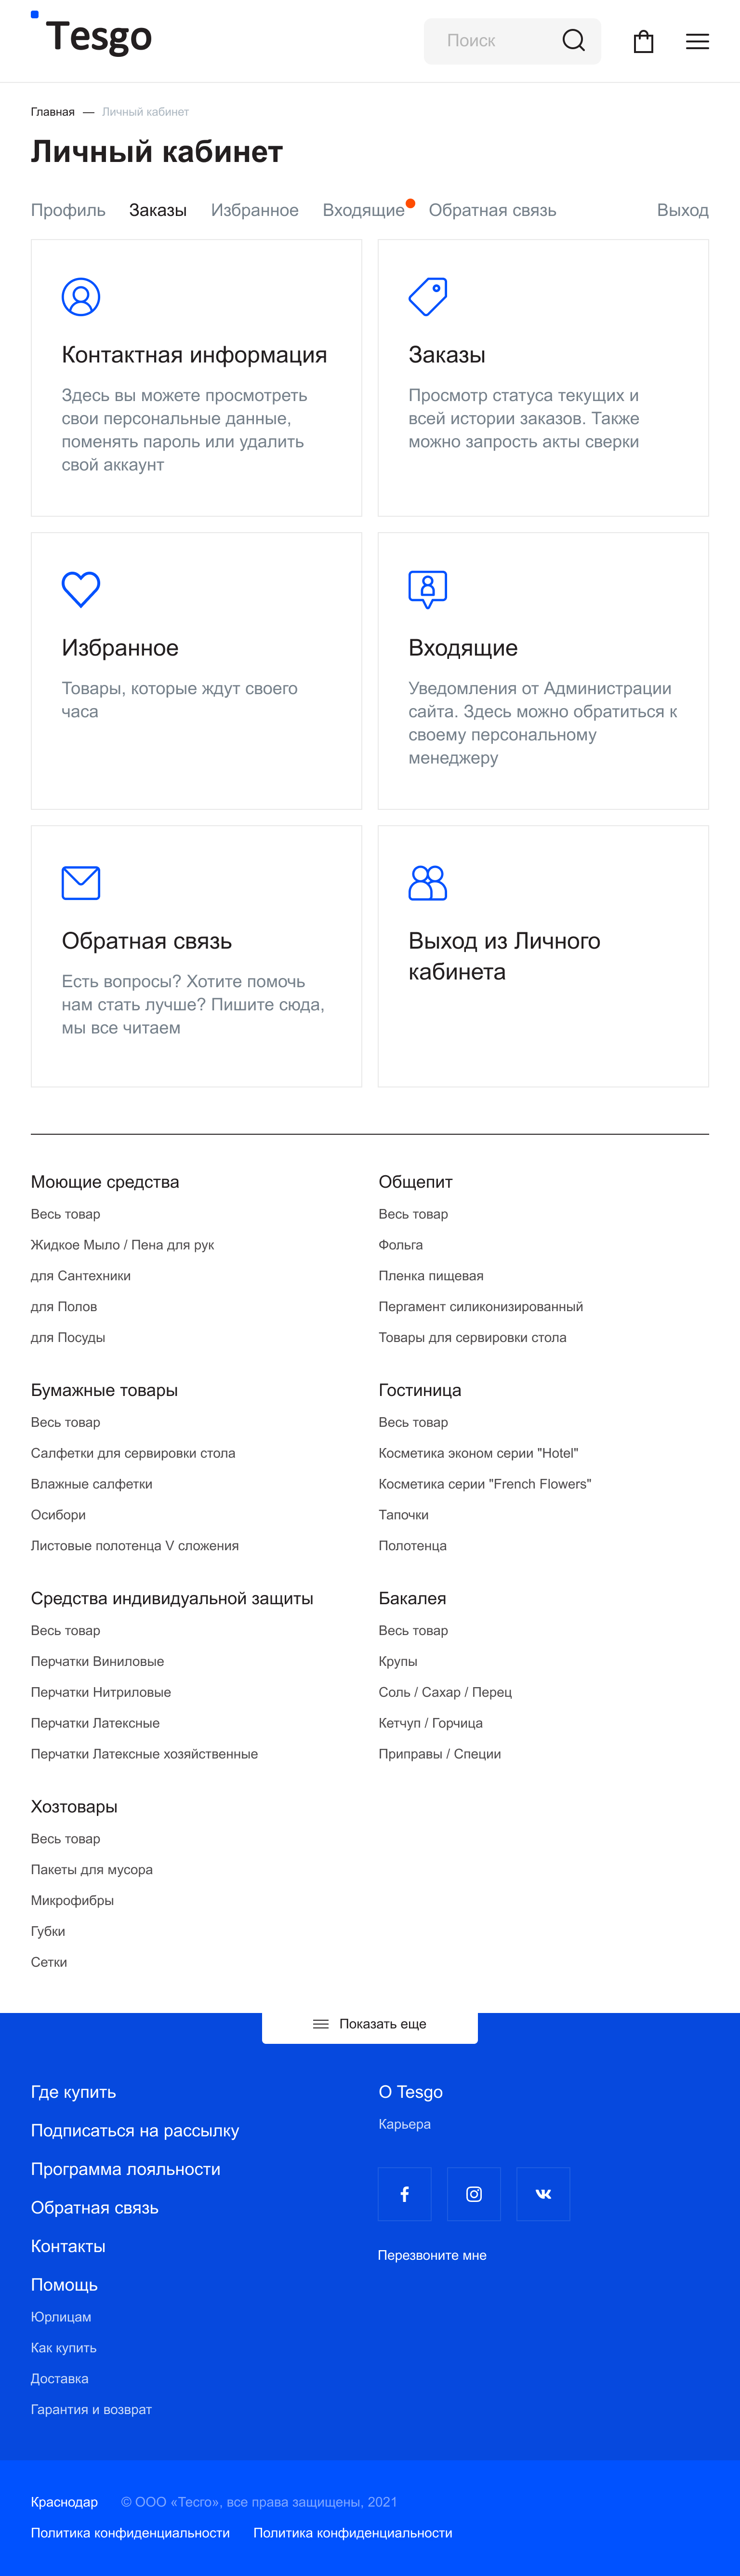 Tesgo
Поиск
Главная — Личный кабинет
Личный кабинет
Профиль Заказы Избранное Входящие Обратная связь Выход
Контактная информация
Здесь вы можете просмотреть
свои персональные данные,
поменять пароль или удалить
свой аккаунт
Заказы
Просмотр статуса текущих и
всей истории заказов. Также
можно запрость акты сверки
Избранное
Товары, которые ждут своего
часа
Входящие
Уведомления от Администрации
сайта. Здесь можно обратиться к
своему персональному
менеджеру
Обратная связь
Есть вопросы? Хотите помочь
нам стать лучше? Пишите сюда,
мы все читаем
Выход из Личного
кабинета
Моющие средства
Весь товар
Жидкое Мыло / Пена для рук
для Сантехники
для Полов
для Посуды
Общепит
Весь товар
Фольга
Пленка пищевая
Пергамент силиконизированный
Товары для сервировки стола
Бумажные товары
Весь товар
Салфетки для сервировки стола
Влажные салфетки
Осибори
Листовые полотенца V сложения
Гостиница
Весь товар
Косметика эконом серии "Hotel"
Косметика серии "French Flowers"
Тапочки
Полотенца
Средства индивидуальной защиты
Весь товар
Перчатки Виниловые
Перчатки Нитриловые
Перчатки Латексные
Перчатки Латексные хозяйственные
Бакалея
Весь товар
Крупы
Соль / Сахар / Перец
Кетчуп / Горчица
Приправы / Специи
Хозтовары
Весь товар
Пакеты для мусора
Микрофибры
Губки
Сетки
Показать еще
Где купить
Подписаться на рассылку
Программа лояльности
Обратная связь
Контакты
Помощь
Юрлицам
Как купить
Доставка
Гарантия и возврат
О Tesgo
Карьера
Перезвоните мне
Краснодар © ООО «Тесго», все права защищены, 2021
Политика конфиденциальности Политика конфиденциальности